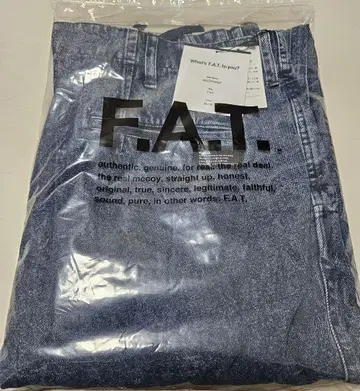 What's F.A.T. to you?
F.A.T.
authentic, genuine, for real, the real deal,
the real mccoy, straight up, honest,
original, true, sincere, legitimate, faithful,
sound, pure, in other words: F.A.T.